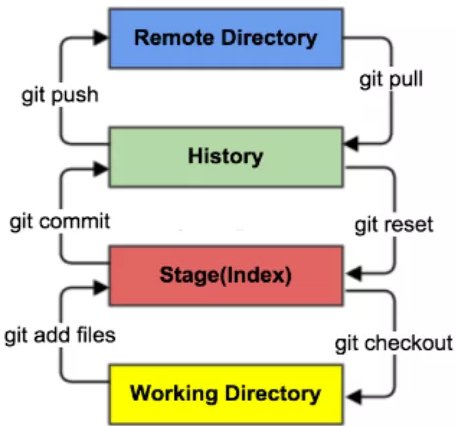 Remote Directory
git push
git pull
History
git commit
git reset
Stage(Index)
git add files
git checkout
Working Directory